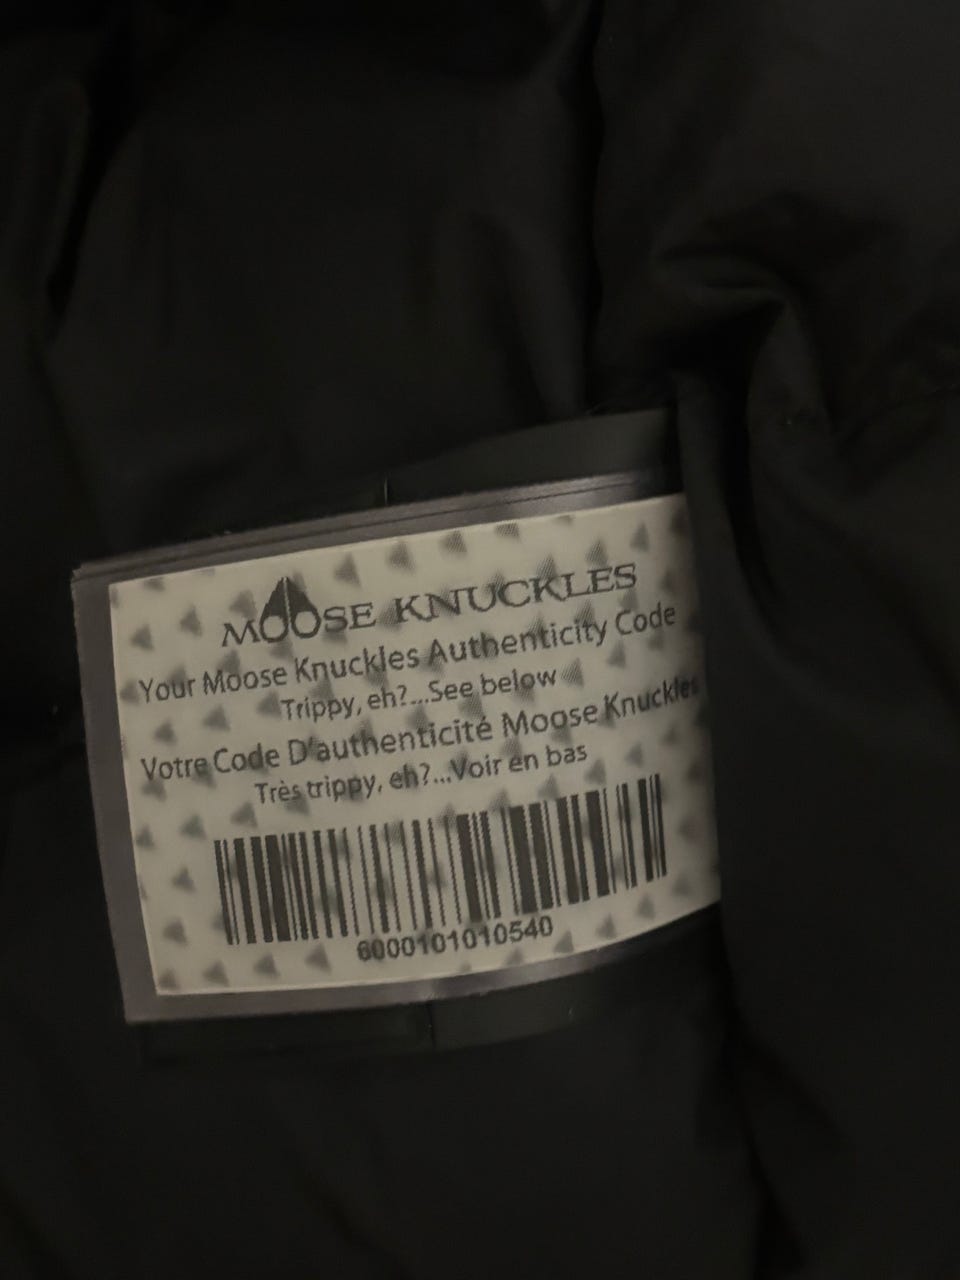 MOOSE KNUCKLES
Your Moose Knuckles Authenticity Code
Trippy, eh?...See below
Votre Code D'authenticité Moose Knuckles
Très trippy, eh?...Voir en bas
6000101010540